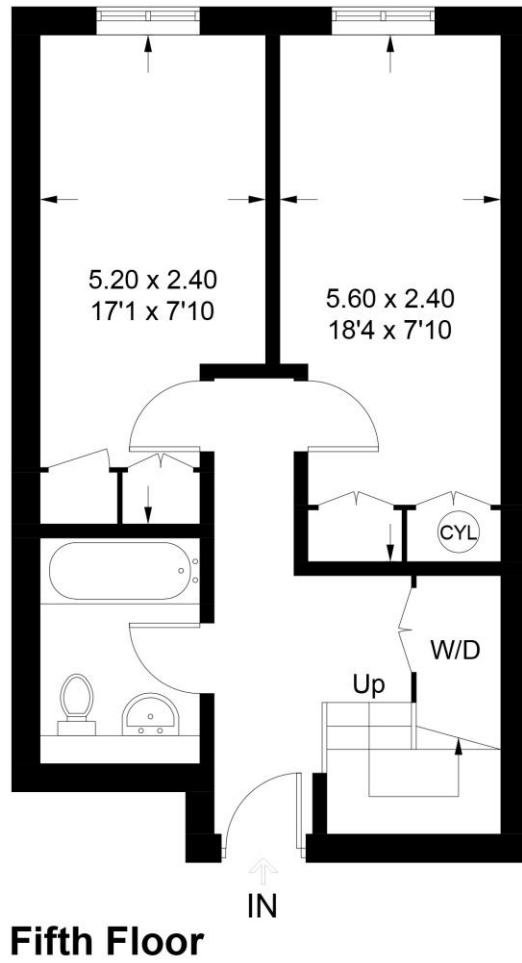 5.20 x 2.40
17'1 x 7'10
5.60 x 2.40
18'4 x 7'10
CYL
W/D
Up
IN
Fifth Floor